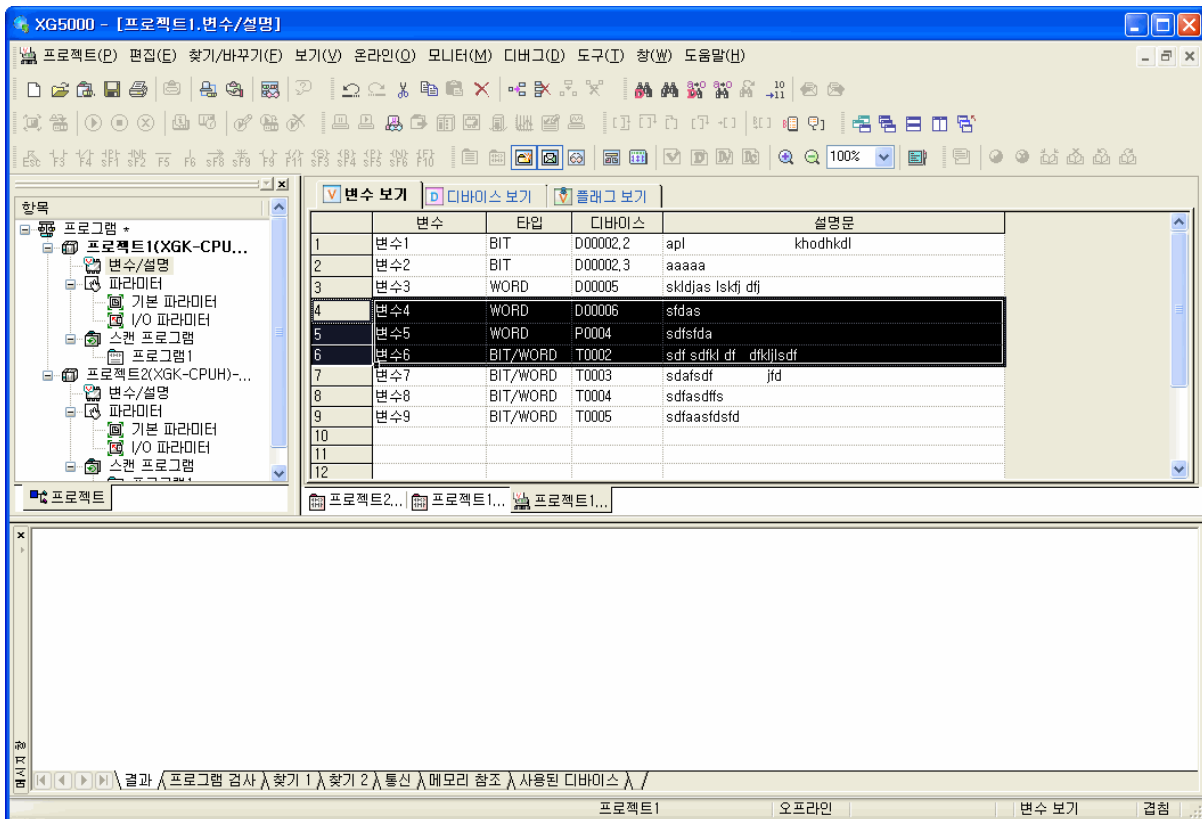 XG5000 - [프로젝트1.변수/설명]
프로젝트(P) 편집(E) 찾기/바꾸기(F) 보기(V) 온라인(O) 모니터(M) 디버그(D) 도구(T) 창(W) 도움말(H)
100%
항목
프로그램 *
프로젝트1(XGK-CPU...
변수/설명
파라미터
기본 파라미터
I/O 파라미터
스캔 프로그램
프로그램1
프로젝트2(XGK-CPUH)-...
변수/설명
파라미터
기본 파라미터
I/O 파라미터
스캔 프로그램
프로젝트
변수 보기 디바이스 보기 플래그 보기
변수 타입 디바이스 설명문
1 변수1 BIT D00002.2 apl khodhkdl
2 변수2 BIT D00002.3 aaaaa
3 변수3 WORD D00005 skldjas lskfj dfj
4 변수4 WORD D00006 sfdas
5 변수5 WORD P0004 sdfsfda
6 변수6 BIT/WORD T0002 sdf sdfkl df dfkljlsdf
7 변수7 BIT/WORD T0003 sdafsdf jfd
8 변수8 BIT/WORD T0004 sdfasdffs
9 변수9 BIT/WORD T0005 sdfaasfdsfd
10
11
12
프로젝트2... 프로젝트1... 프로젝트1...
결과 프로그램 검사 찾기 1 찾기 2 통신 메모리 참조 사용된 디바이스
프로젝트1 오프라인 변수 보기 겹침